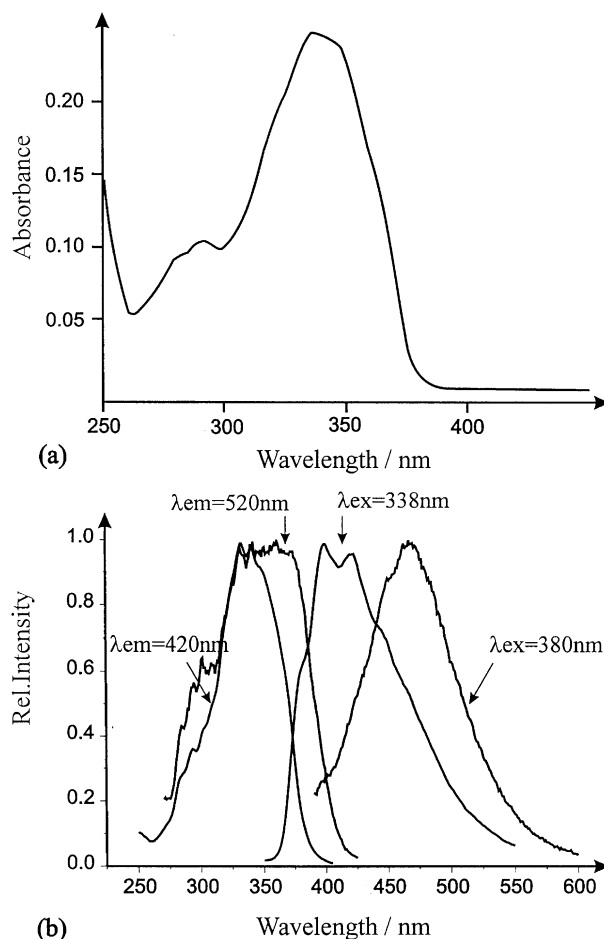 Absorbance
0.20
0.15
0.10
0.05
250 300 350 400
(a)
Wavelength / nm
λem=520nm λex=338nm
1.0
0.8
λem=420nm
λex=380nm
0.6
Rel.Intensity
0.4
0.2
0.0
250 300 350 400 450 500 550 600
(b)
Wavelength / nm